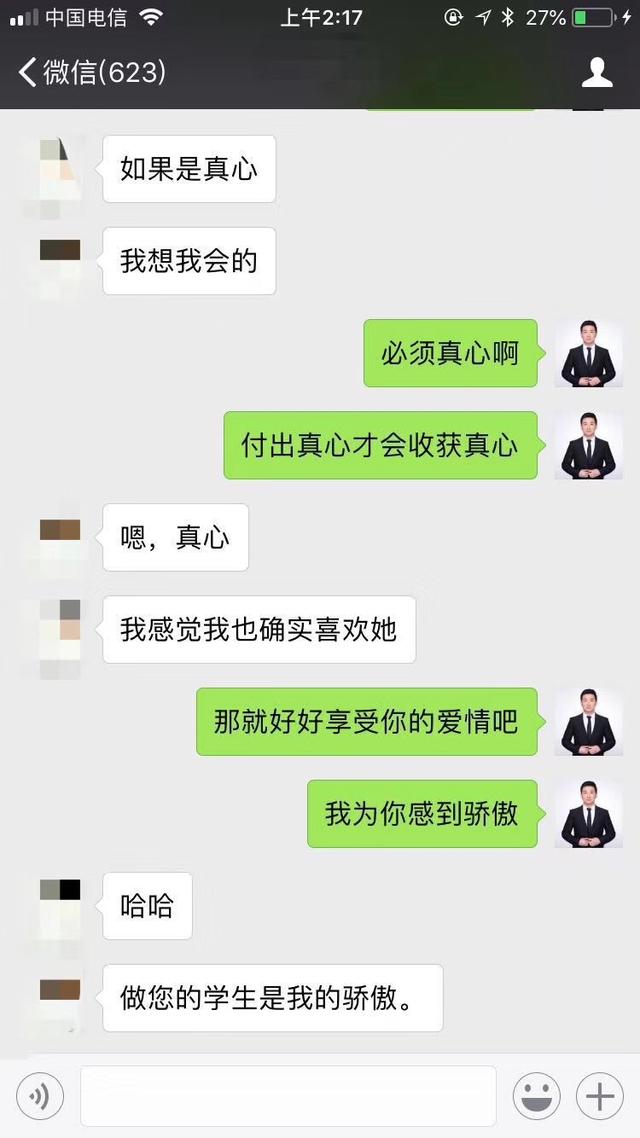 中国电信
上午2:17
27%
微信(623)
如果是真心
我想我会的
必须真心啊
付出真心才会收获真心
嗯，真心
我感觉我也确实喜欢她
那就好好享受你的爱情吧
我为你感到骄傲
哈哈
做您的学生是我的骄傲。